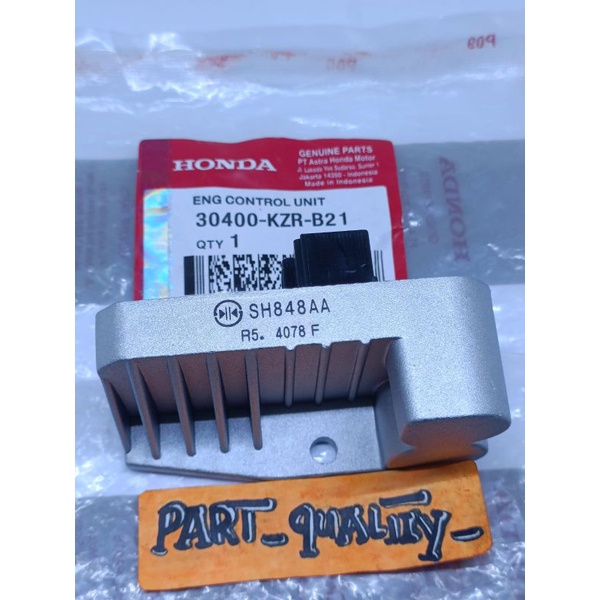 P09
HONDA
GENUINE PARTS
PT Astra Honda Motor
Jakarta 14350 - Indonesia
Made in Indonesia
ENG CONTROL UNIT
30400-KZR-B21
QTY 1
HONDA
SH848AA
R5. 4078 F
PART_QUALITY_